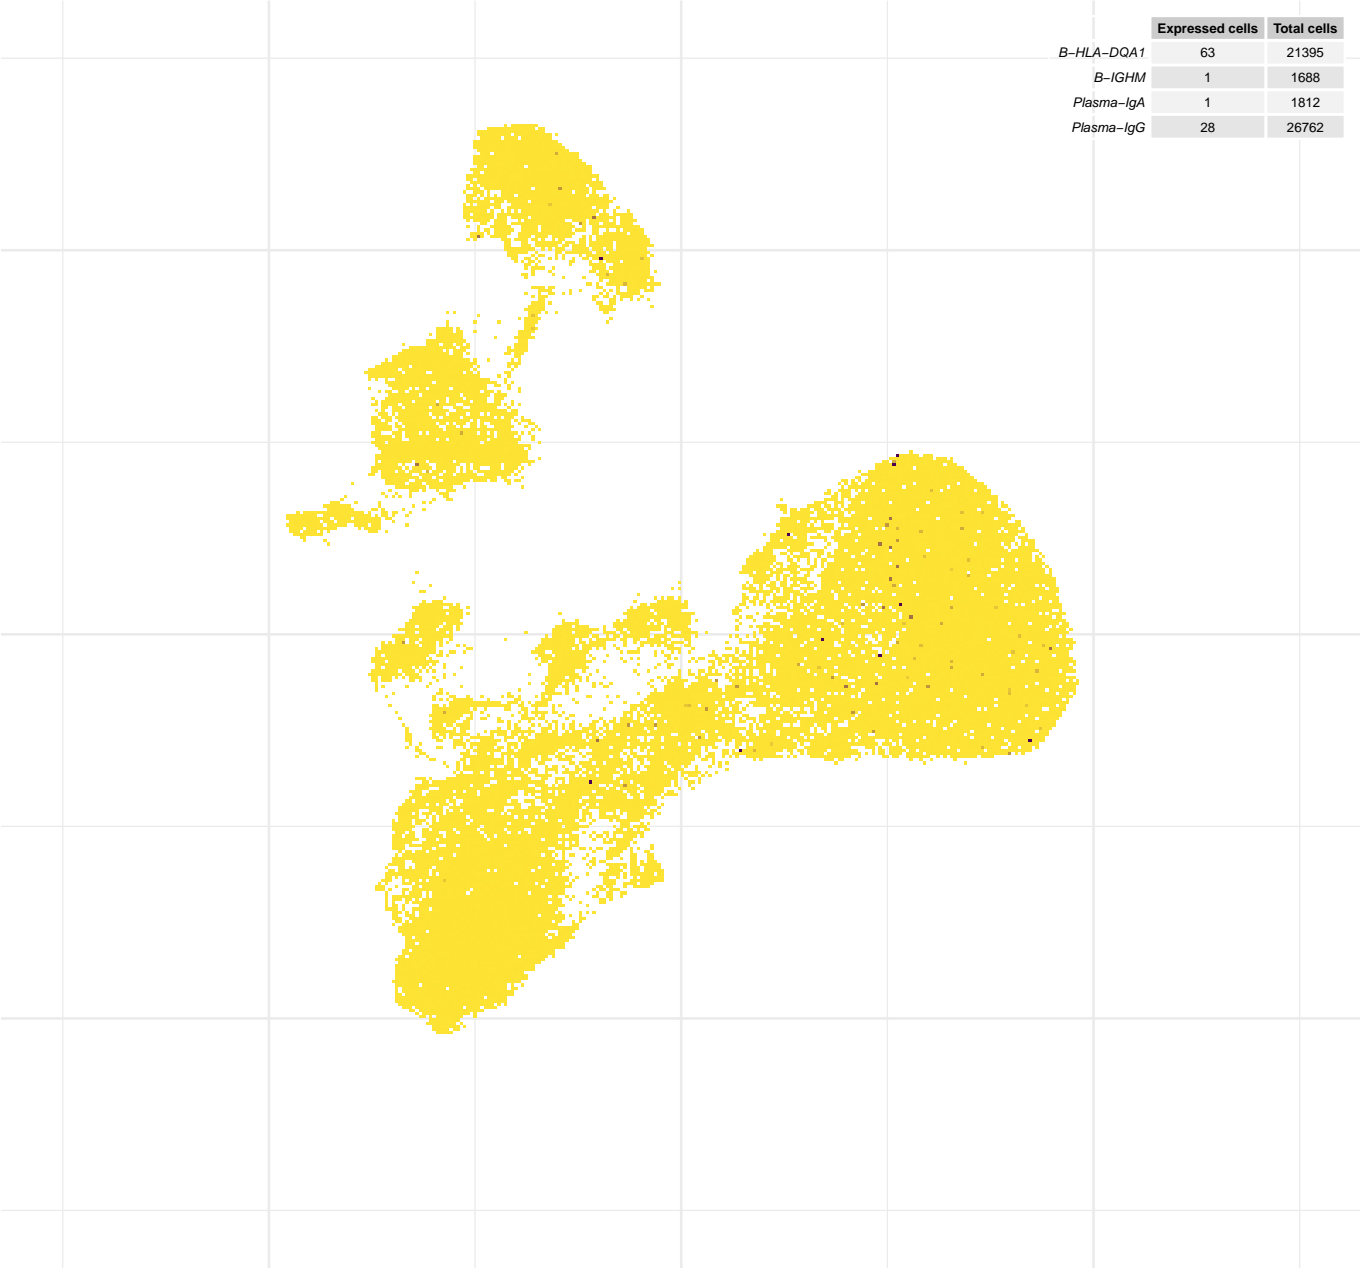 Expressed cells Total cells
B−HLA−DQA1 63 21395
B−IGHM 1 1688
Plasma−IgA 1 1812
Plasma−IgG 28 26762